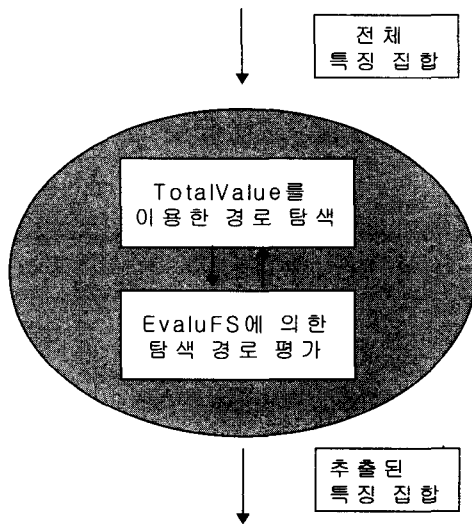 전체
특징 집합
TotalValue를
이용한 경로 탐색
EvaluFS에 의한
탐색 경로 평가
추출된
특징 집합